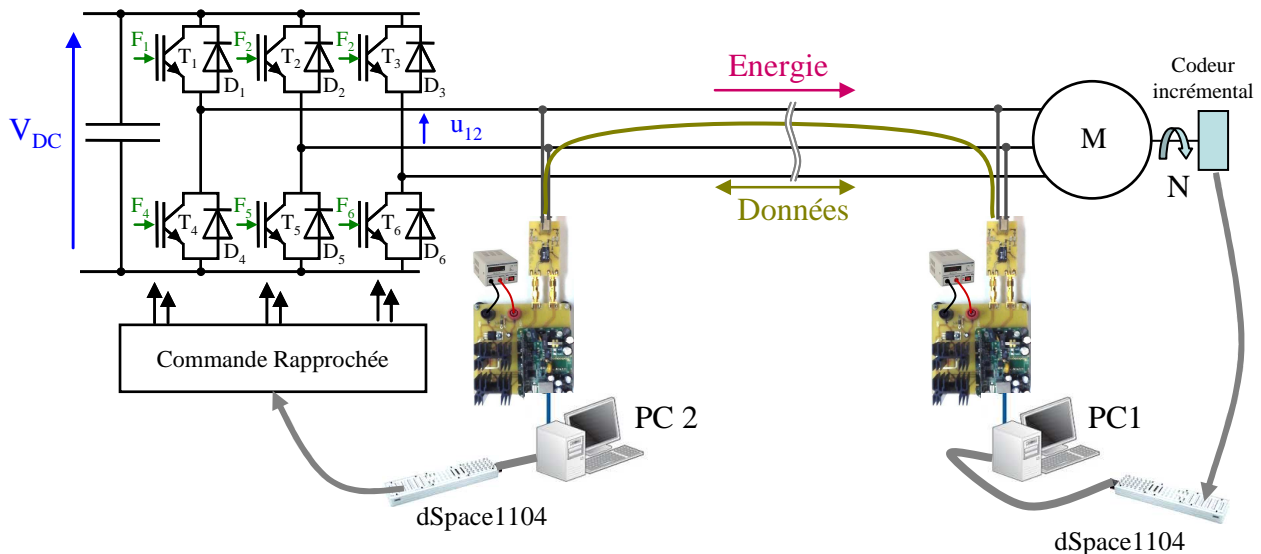 F1 F2 F2
T1 T2 T3
D1 D2 D3
VDC
u12
Energie
Données
Codeur
incrémental
M
N
F4 F5 F6
T4 T5 T6
D4 D5 D6
Commande Rapprochée
PC 2
PC1
dSpace1104
dSpace1104